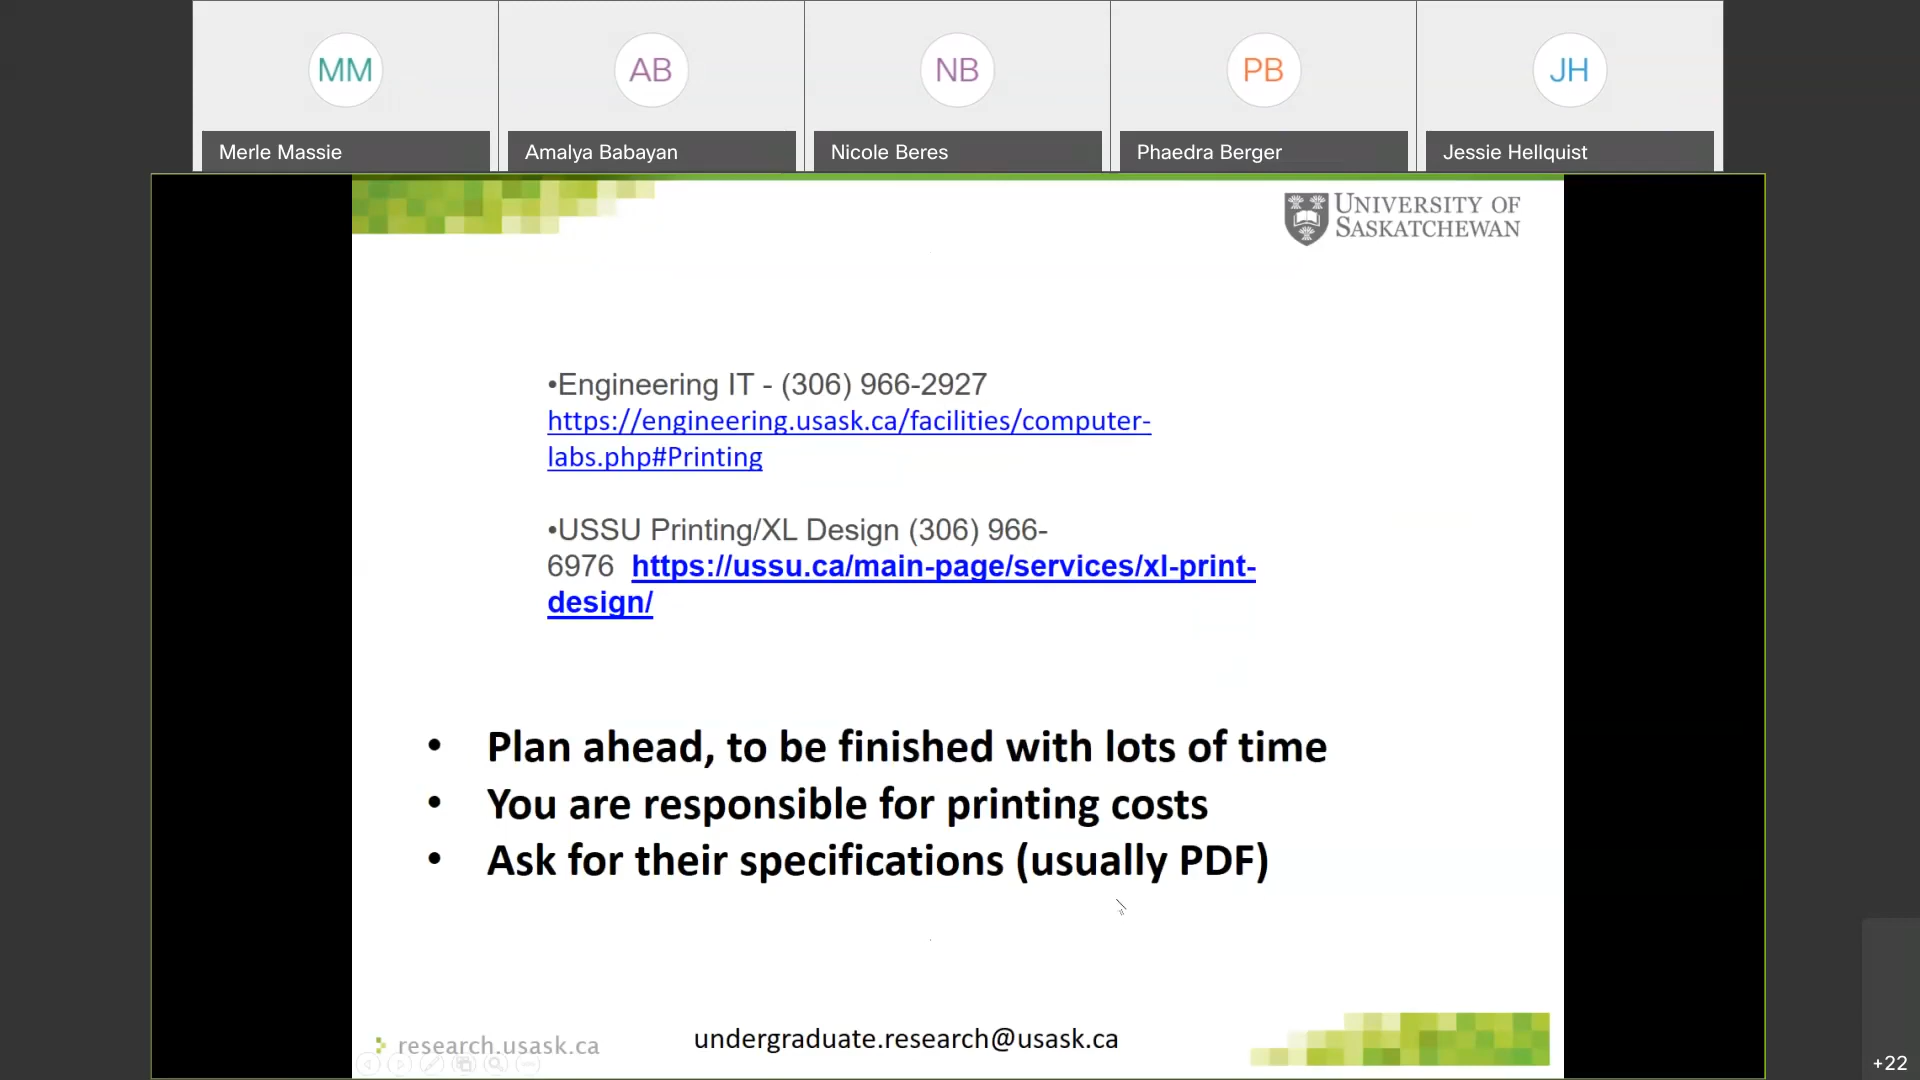 MM
AB
NB
PB
JH
Merle Massie
Amalya Babayan
Nicole Beres
Phaedra Berger
Jessie Hellquist
UNIVERSITY OF
SASKATCHEWAN
•Engineering IT - (306) 966-2927
https://engineering.usask.ca/facilities/computer-
labs.php#Printing
•USSU Printing/XL Design (306) 966-
6976 https://ussu.ca/main-page/services/xl-print-
design/
• Plan ahead, to be finished with lots of time
• You are responsible for printing costs
• Ask for their specifications (usually PDF)
research.usask.ca
undergraduate.research@usask.ca
+22